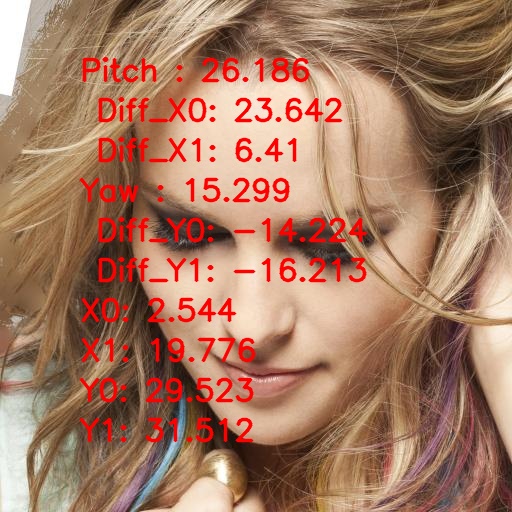 Pitch : 26.186
Diff_X0: 23.642
Diff_X1: 6.41
Yaw : 15.299
Diff_Y0: −14.224
Diff_Y1: −16.213
X0: 2.544
X1: 19.776
Y0: 29.523
Y1: 31.512